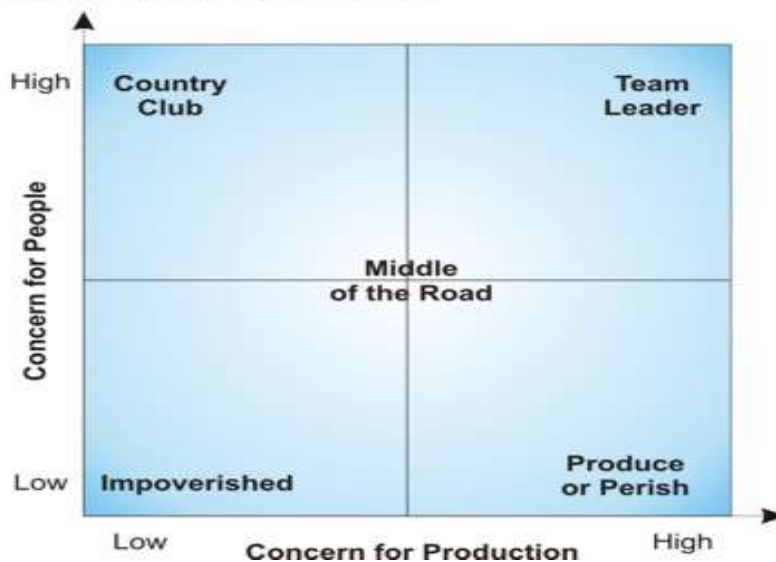 High
Country
Club
Team
Leader
Concern for People
Middle
of the Road
Low
Impoverished
Produce
or Perish
Low
Concern for Production
High